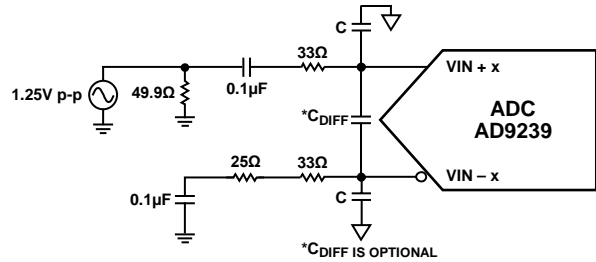 C
33Ω
VIN + x
1.25V p-p
49.9Ω
0.1µF
*CDIFF
ADC
AD9239
25Ω
33Ω
VIN – x
0.1µF
C
*CDIFF IS OPTIONAL